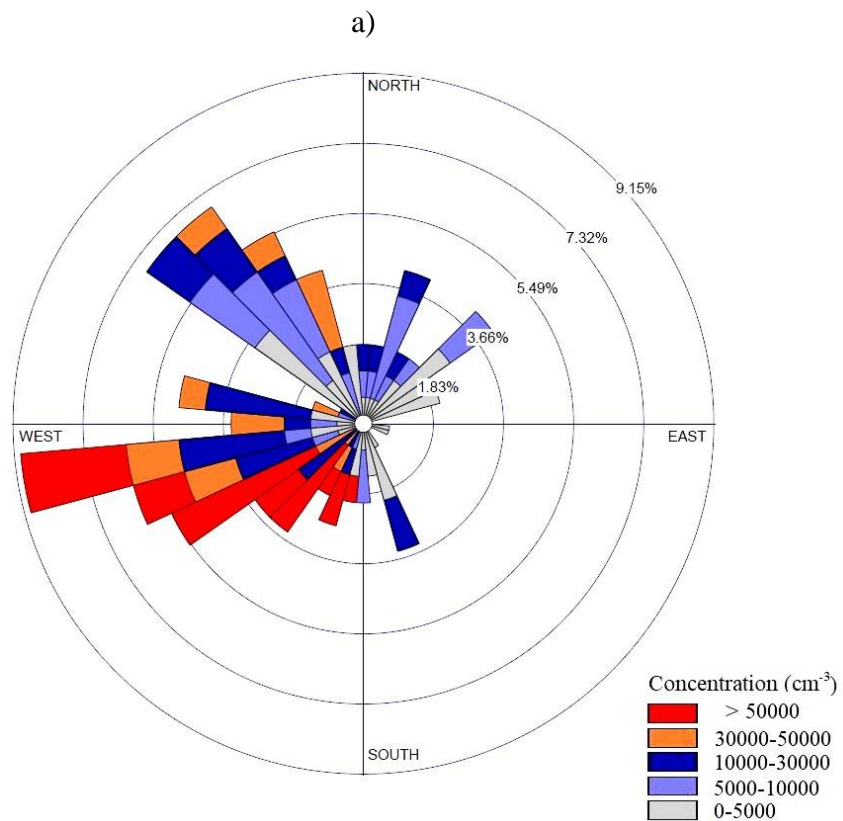 a)
NORTH
9.15%
7.32%
5.49%
3.66%
1.83%
WEST
EAST
SOUTH
Concentration (cm-3)
> 50000
30000-50000
10000-30000
5000-10000
0-5000